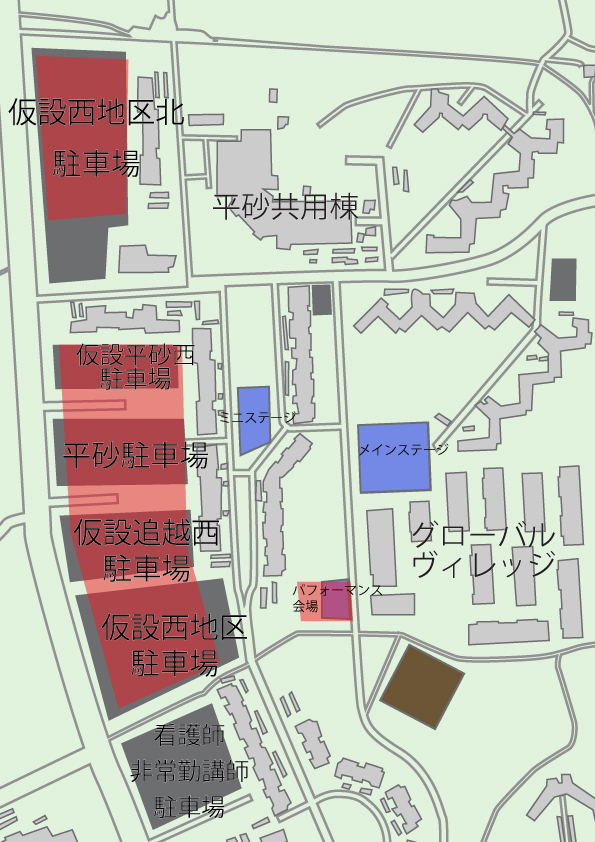 仮設西地区北
駐車場
平砂共用棟
仮設平砂西
駐車場
ミニステージ
メインステージ
平砂駐車場
仮設追越西
駐車場
グローバル
ヴィレッジ
パフォーマンス
会場
仮設西地区
駐車場
看護師
非常勤講師
駐車場